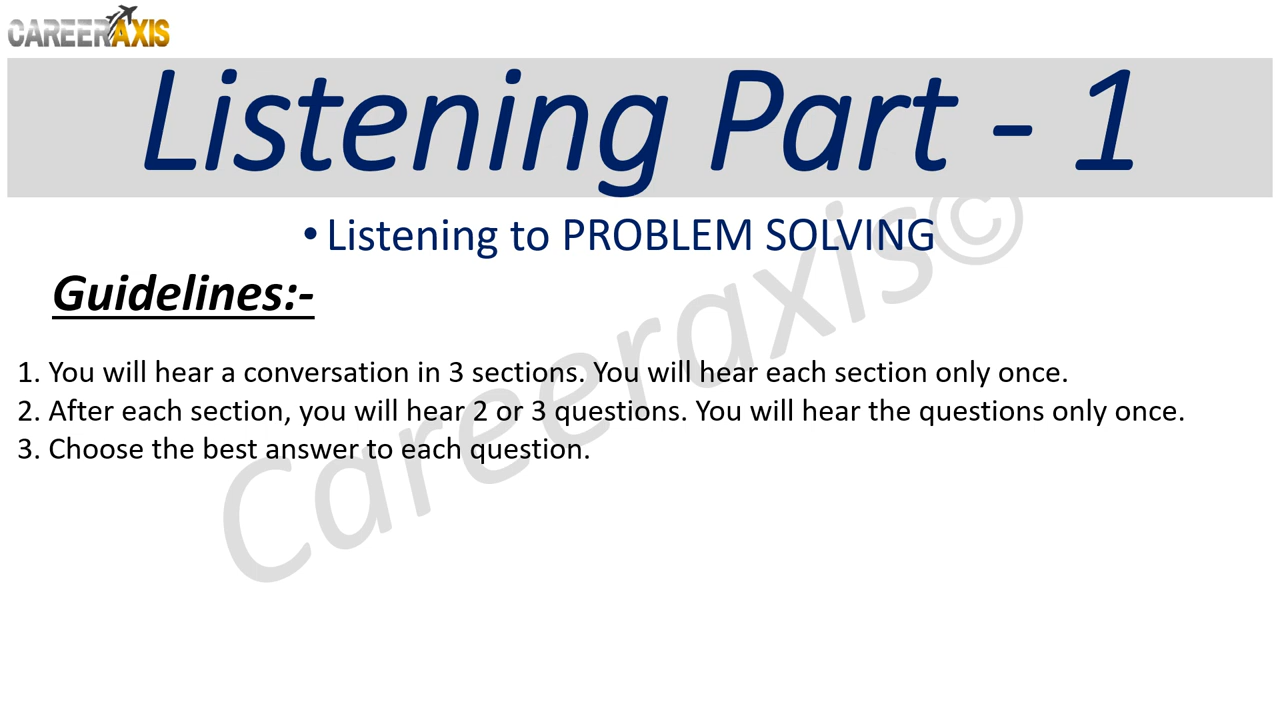 CAREERAXIS
Listening Part - 1
• Listening to PROBLEM SOLVING
Guidelines:-
1. You will hear a conversation in 3 sections. You will hear each section only once.
2. After each section, you will hear 2 or 3 questions. You will hear the questions only once.
3. Choose the best answer to each question.
Careeraxis©